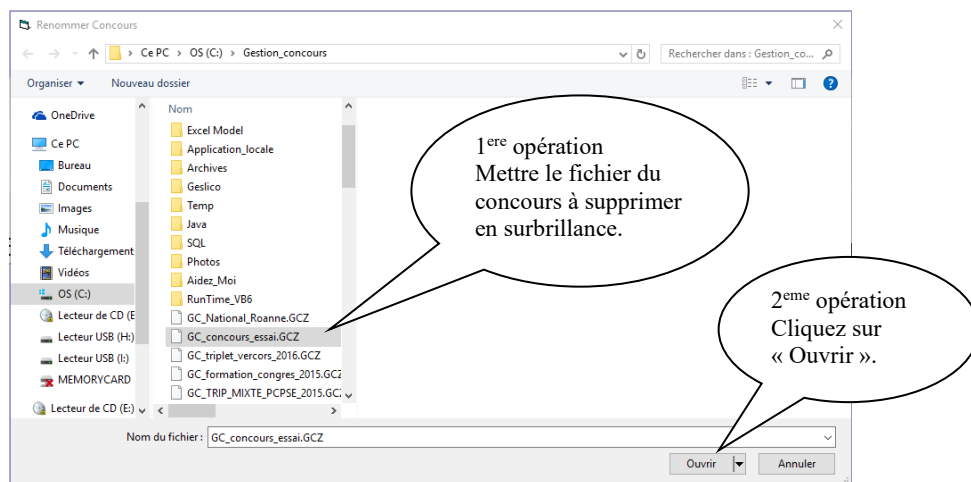 Renommer Concours
Ce PC > OS (C:) > Gestion_concours
Rechercher dans : Gestion_co...
Organiser
Nouveau dossier
OneDrive
Ce PC
Bureau
Documents
Images
Musique
Téléchargement
Vidéos
OS (C:)
Lecteur de CD (E
Lecteur USB (H:)
Lecteur USB (I:)
MEMORYCARD
Lecteur de CD (E:)
Nom
Excel Model
Application_locale
Archives
Geslico
Temp
Java
SQL
Photos
Aidez_Moi
RunTime_VB6
GC_National_Roanne.GCZ
GC_concours_essai.GCZ
GC_triplet_vercors_2016.GCZ
GC_formation_congres_2015.GCZ
GC_TRIP_MIXTE_PCPSE_2015.GC
1ere opération
Mettre le fichier du
concours à supprimer
en surbrillance.
2eme opération
Cliquez sur
« Ouvrir ».
Nom du fichier : GC_concours_essai.GCZ
Ouvrir
Annuler